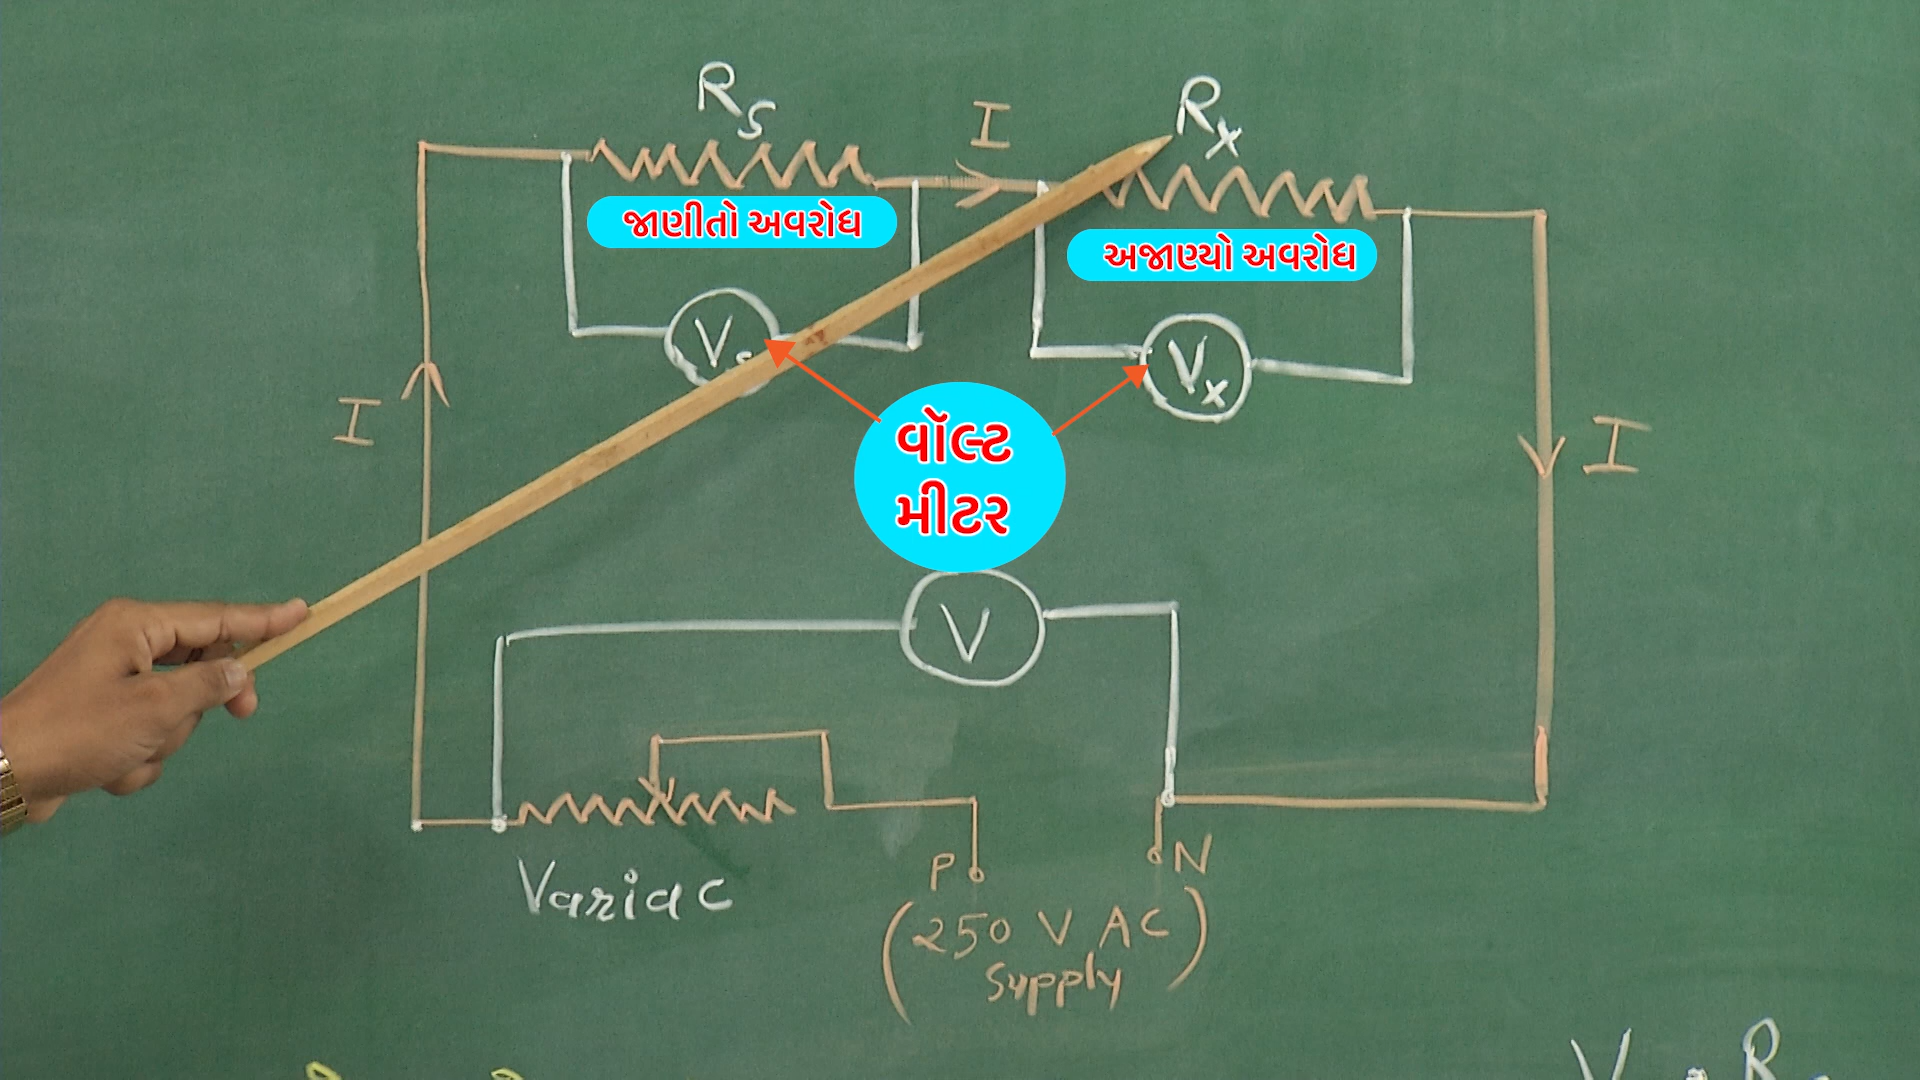 Rs
I
Rx
જાણીતો અવરોધ
અજાણ્યો અવરોધ
Vs
Vx
I
I
વૉલ્ટ
મીટર
V
Variac
P
N
(250 V AC
Supply)